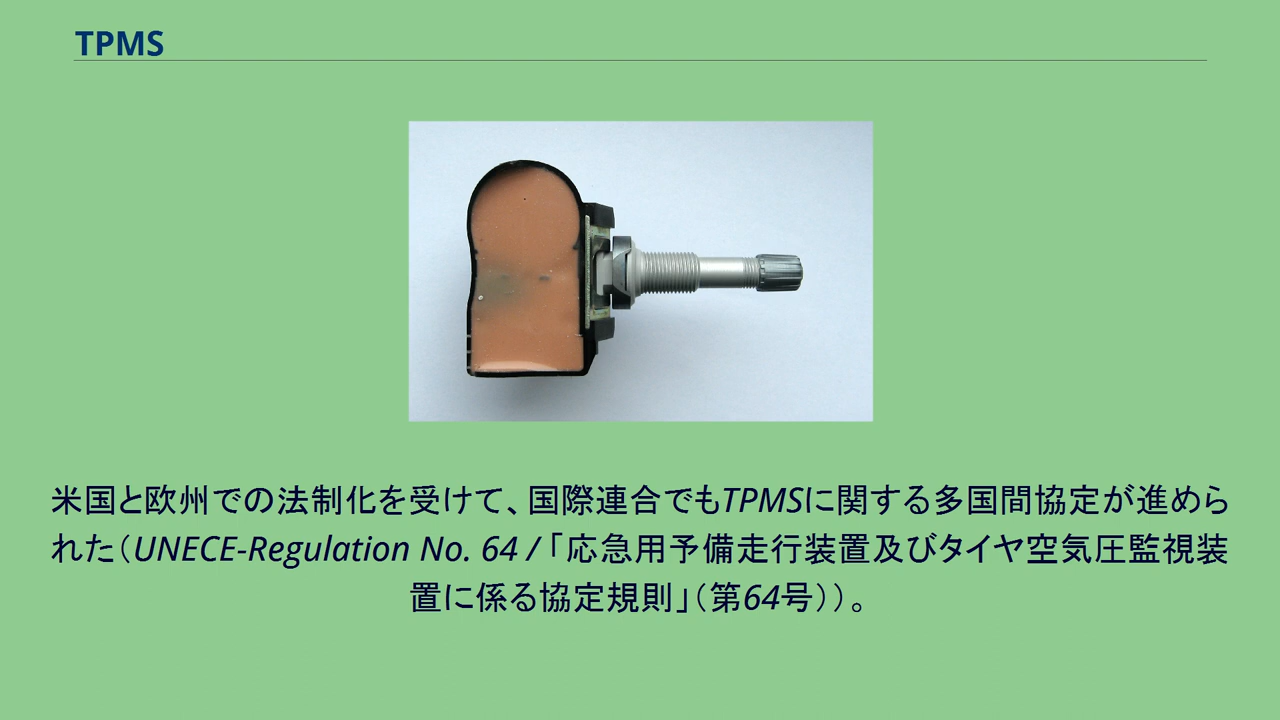 TPMS
米国と欧州での法制化を受けて、国際連合でもTPMSに関する多国間協定が進めら
れた（UNECE-Regulation No. 64 /「応急用予備走行装置及びタイヤ空気圧監視装
置に係る協定規則」（第64号））。